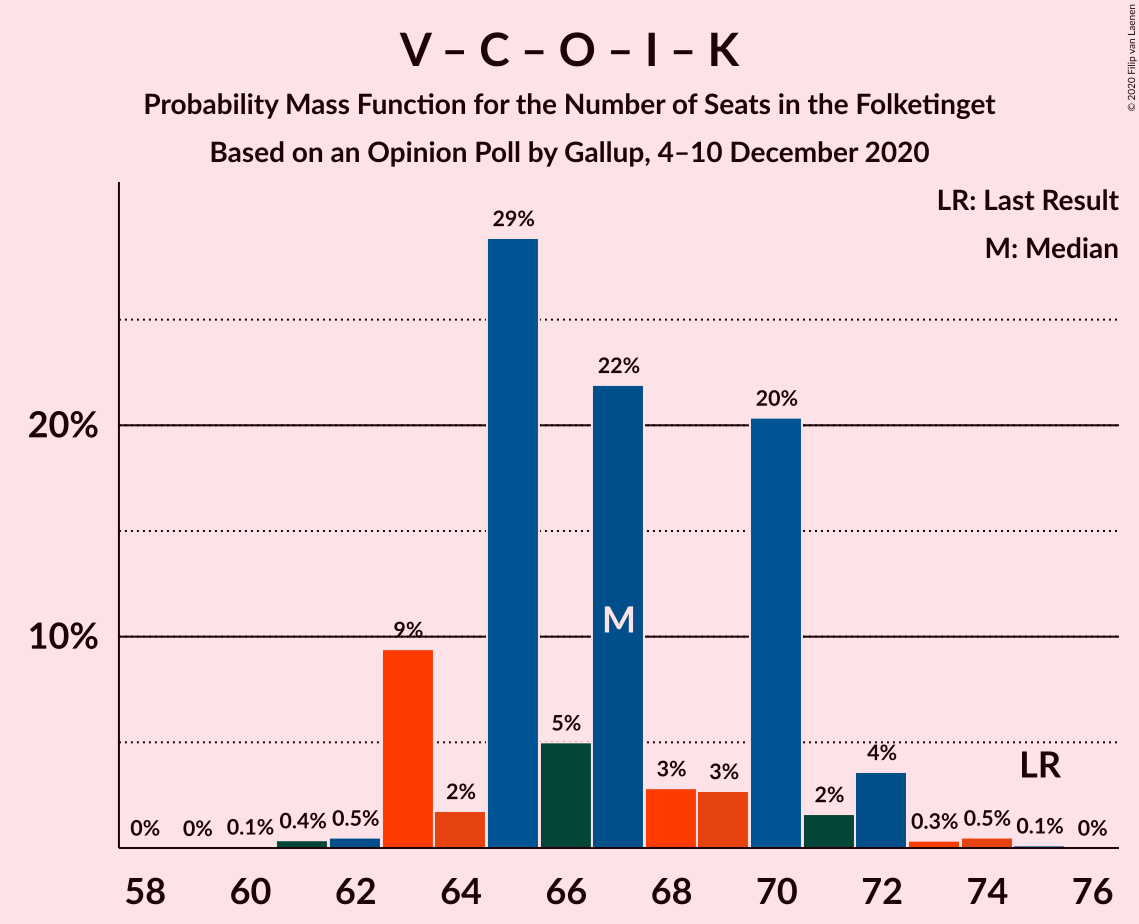 V – C – O – I – K
Probability Mass Function for the Number of Seats in the Folketinget
Based on an Opinion Poll by Gallup, 4–10 December 2020
© 2020 Filip van Laenen
LR: Last Result
M: Median
20%
10%
0%
0%
0.1%
0.4%
0.5%
9%
2%
29%
5%
22%
3%
3%
20%
2%
4%
0.3%
0.5%
0.1%
0%
M
LR
58 60 62 64 66 68 70 72 74 76